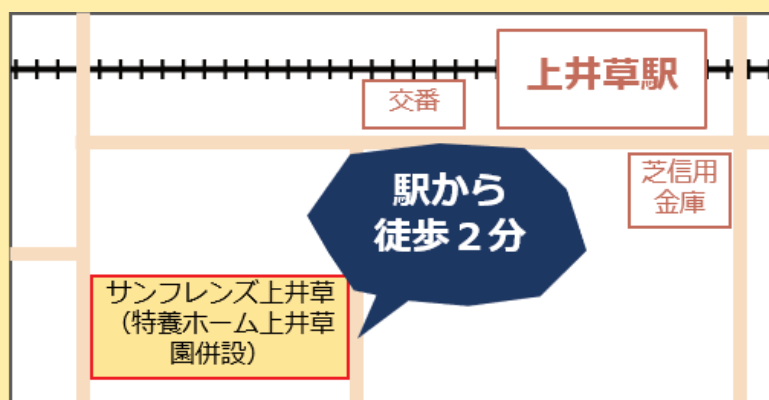 上井草駅
交番
芝信用
金庫
駅から
徒歩２分
サンフレンズ上井草
（特養ホーム上井草
園併設）